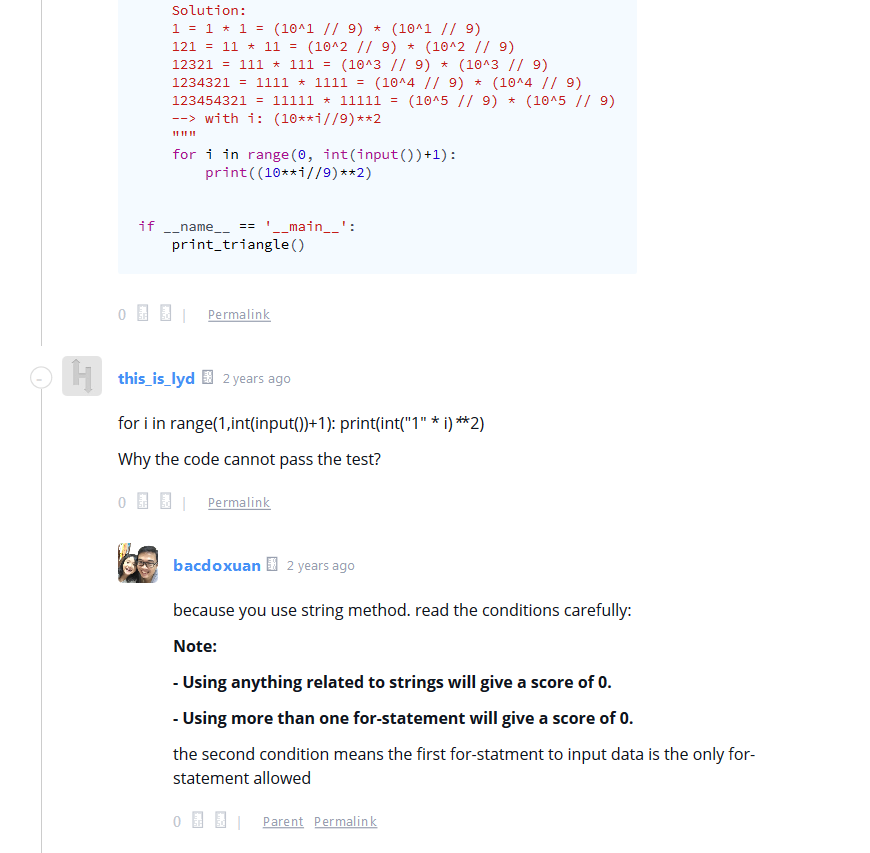 Solution:
1 = 1 * 1 = (10^1 // 9) * (10^1 // 9)
121 = 11 * 11 = (10^2 // 9) * (10^2 // 9)
12321 = 111 * 111 = (10^3 // 9) * (10^3 // 9)
1234321 = 1111 * 1111 = (10^4 // 9) * (10^4 // 9)
123454321 = 11111 * 11111 = (10^5 // 9) * (10^5 // 9)
--> with i: (10**i//9)**2
"""
for i in range(0, int(input())+1):
print((10**i//9)**2)
if __name__ == '__main__':
print_triangle()
0 | Permalink
this_is_lyd 2 years ago
for i in range(1,int(input())+1): print(int("1" * i)**2)
Why the code cannot pass the test?
0 | Permalink
bacdoxuan 2 years ago
because you use string method. read the conditions carefully:
Note:
- Using anything related to strings will give a score of 0.
- Using more than one for-statement will give a score of 0.
the second condition means the first for-statment to input data is the only for-
statement allowed
0 | Parent Permalink